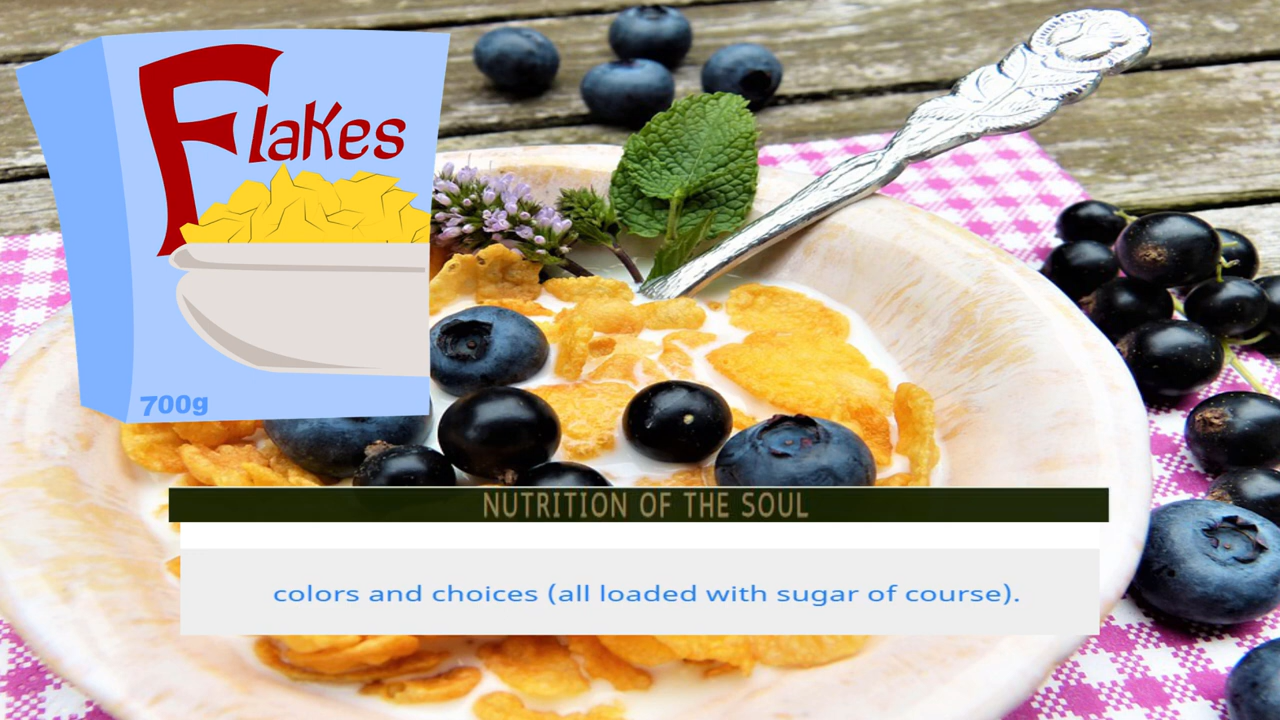 Flakes
700g
NUTRITION OF THE SOUL
colors and choices (all loaded with sugar of course).